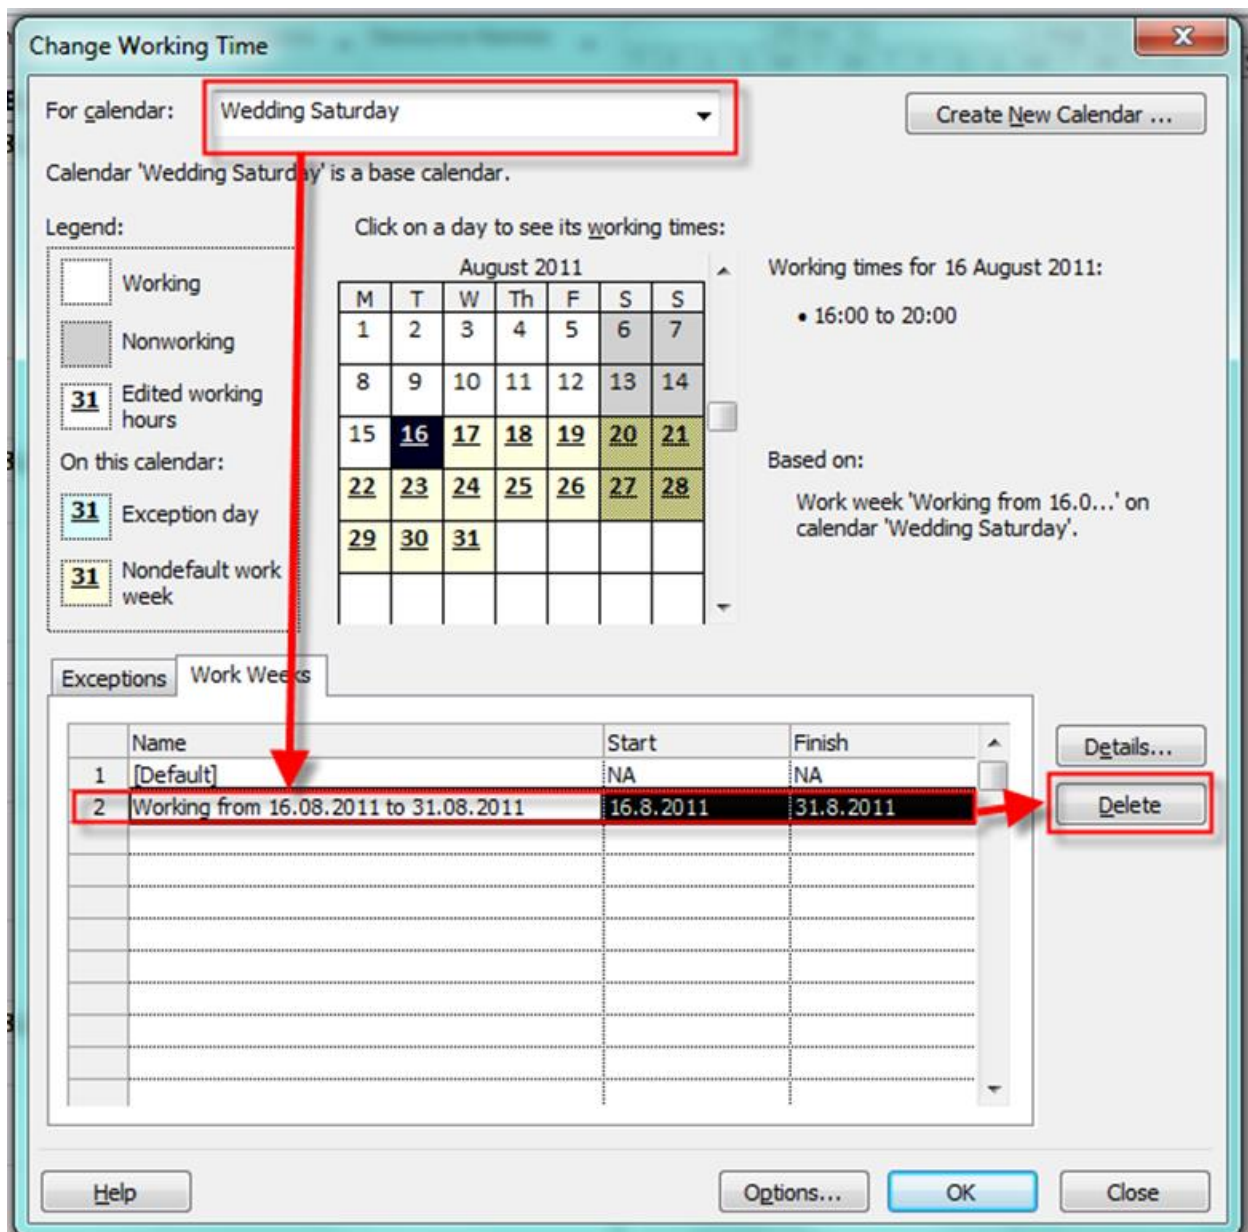 Change Working Time
X
For calendar: Wedding Saturday Create New Calendar ...
Calendar 'Wedding Saturday' is a base calendar.
Legend:
Working
Nonworking
31 Edited working
hours
On this calendar:
31 Exception day
31 Nondefault work
week
Click on a day to see its working times:
August 2011
M T W Th F S S
1 2 3 4 5 6 7
8 9 10 11 12 13 14
15 16 17 18 19 20 21
22 23 24 25 26 27 28
29 30 31
Working times for 16 August 2011:
• 16:00 to 20:00
Based on:
Work week 'Working from 16.0...' on
calendar 'Wedding Saturday'.
Exceptions Work Weeks
Name Start Finish
1 [Default] NA NA
2 Working from 16.08.2011 to 31.08.2011 16.8.2011 31.8.2011
Details...
Delete
Help Options... OK Close